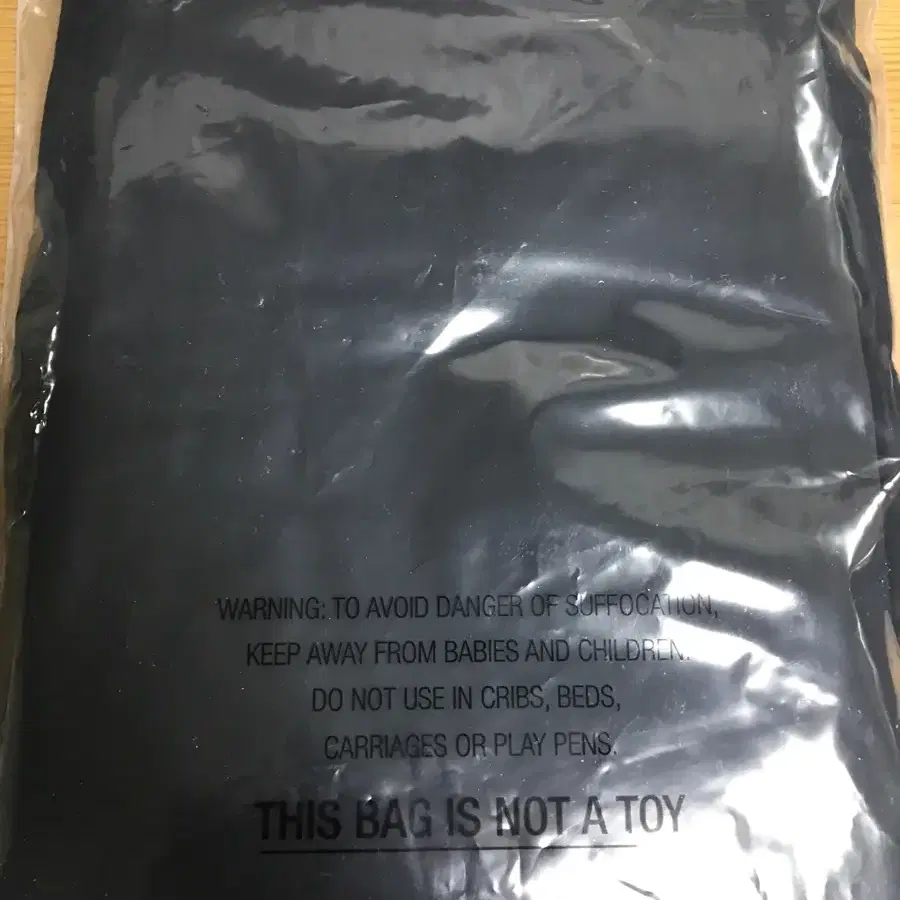 WARNING: TO AVOID DANGER OF SUFFOCATION,
KEEP AWAY FROM BABIES AND CHILDREN.
DO NOT USE IN CRIBS, BEDS,
CARRIAGES OR PLAY PENS.
THIS BAG IS NOT A TOY